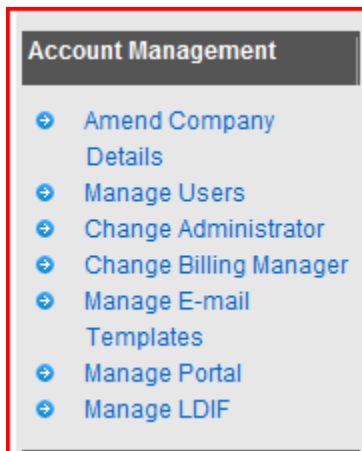 Account Management
Amend Company
Details
Manage Users
Change Administrator
Change Billing Manager
Manage E-mail
Templates
Manage Portal
Manage LDIF